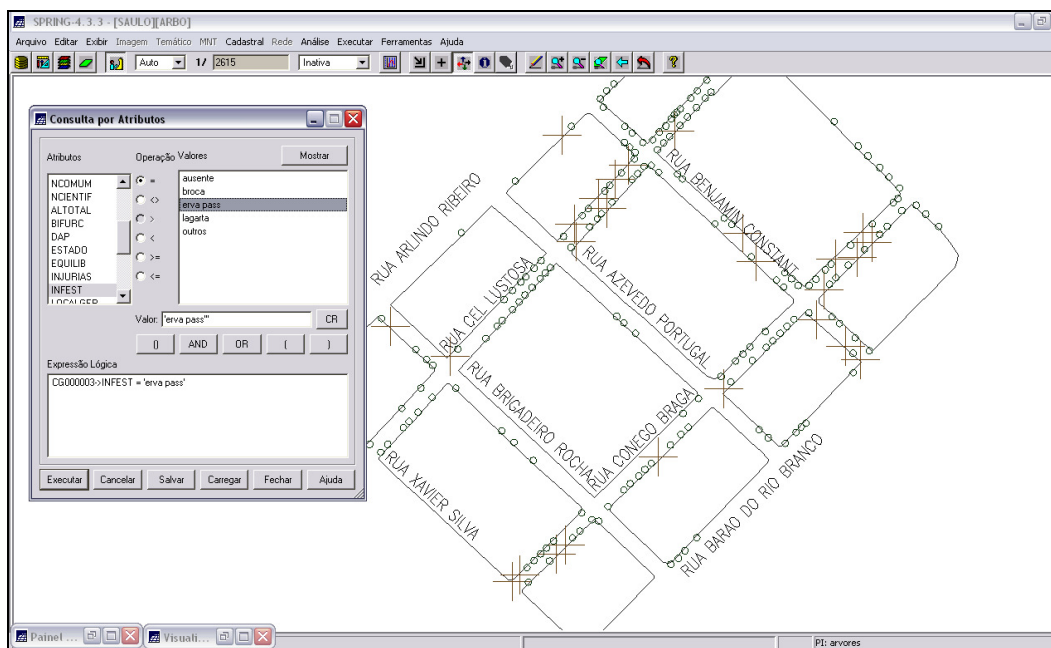 SPRING-4.3.3 - [SAULO][ARBO]
Arquivo Editar Exibir Imagem Temático MNT Cadastral Rede Análise Executar Ferramentas Ajuda
Auto 1/ 2615 Inativa
Consulta por Atributos
Atributos Operação Valores Mostrar
NCOMUM
NCIENTIF
ALTOTAL
BIFURC
DAP
ESTADO
EQUILIB
INJURIAS
INFEST
LOCALGER
=
<>
>
<
>=
<=
ausente
broca
erva pass
lagarta
outros
Valor: 'erva pass'" CR
() AND OR ( )
Expressão Lógica
CG000003->INFEST = 'erva pass'
Executar Cancelar Salvar Carregar Fechar Ajuda
RUA ARLINDO RIBEIRO
RUA BENJAMIN CONSTANT
RUA CEL LUSTOSA
RUA AZEVEDO PORTUGAL
RUA BRIGADEIRO ROCHA
RUA CONEGO BRAGA
RUA XAVIER SILVA
RUA BARAO DO RIO BRANCO
Painel ... Visuali...
PI: arvores